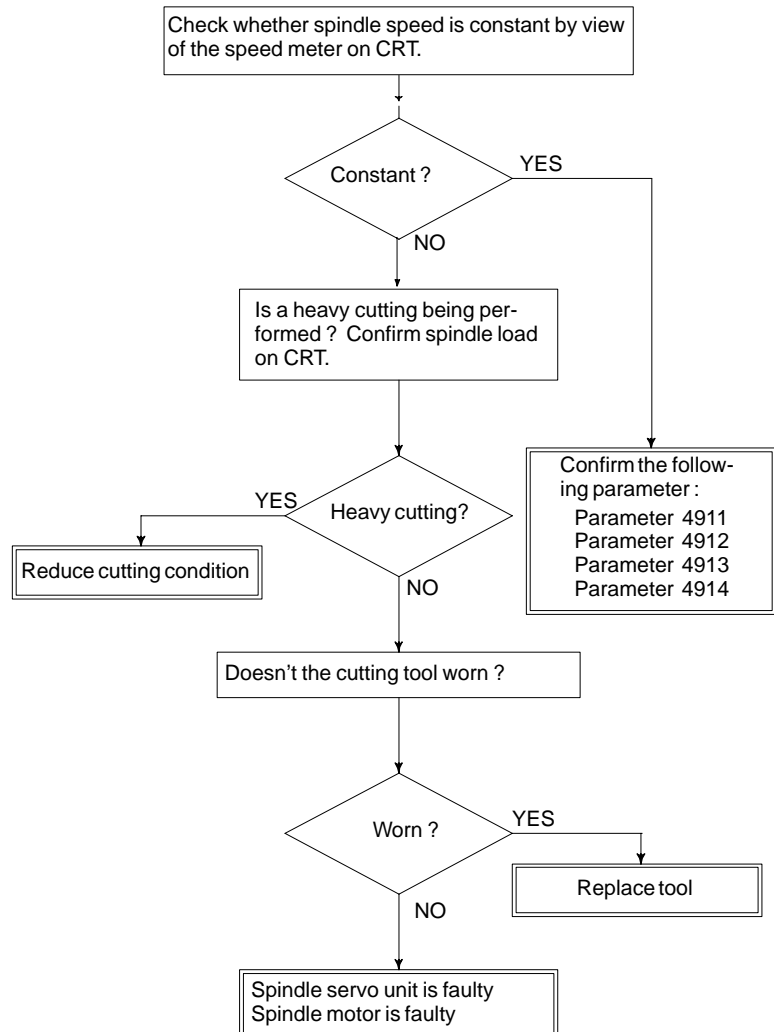 Check whether spindle speed is constant by view
of the speed meter on CRT.
Constant ?
YES
NO
Is a heavy cutting being per-
formed ? Confirm spindle load
on CRT.
Confirm the follow-
ing parameter :
Parameter 4911
Parameter 4912
Parameter 4913
Parameter 4914
YES
Heavy cutting?
Reduce cutting condition
NO
Doesn't the cutting tool worn ?
Worn ?
YES
Replace tool
NO
Spindle servo unit is faulty
Spindle motor is faulty